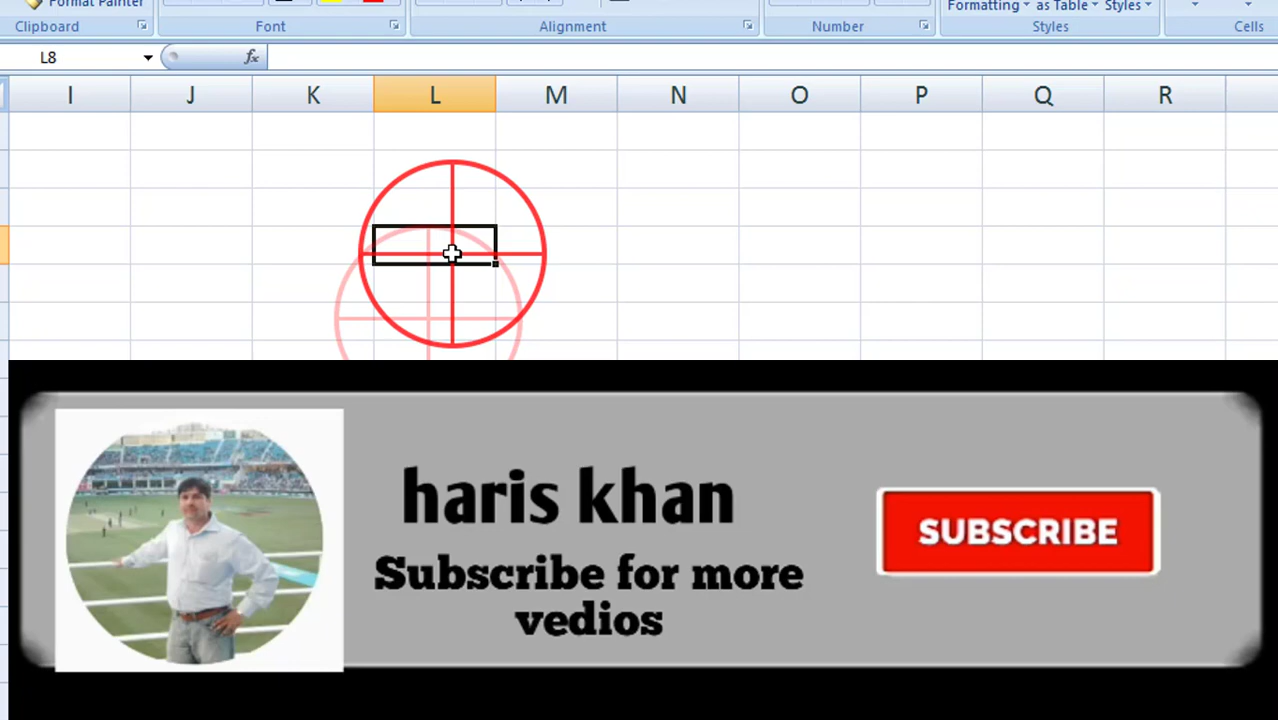 Format Painter
Formatting as Table Styles
Clipboard Font Alignment Number Styles Cells
L8 fx
I J K L M N O P Q R
haris khan
Subscribe for more
vedios
SUBSCRIBE